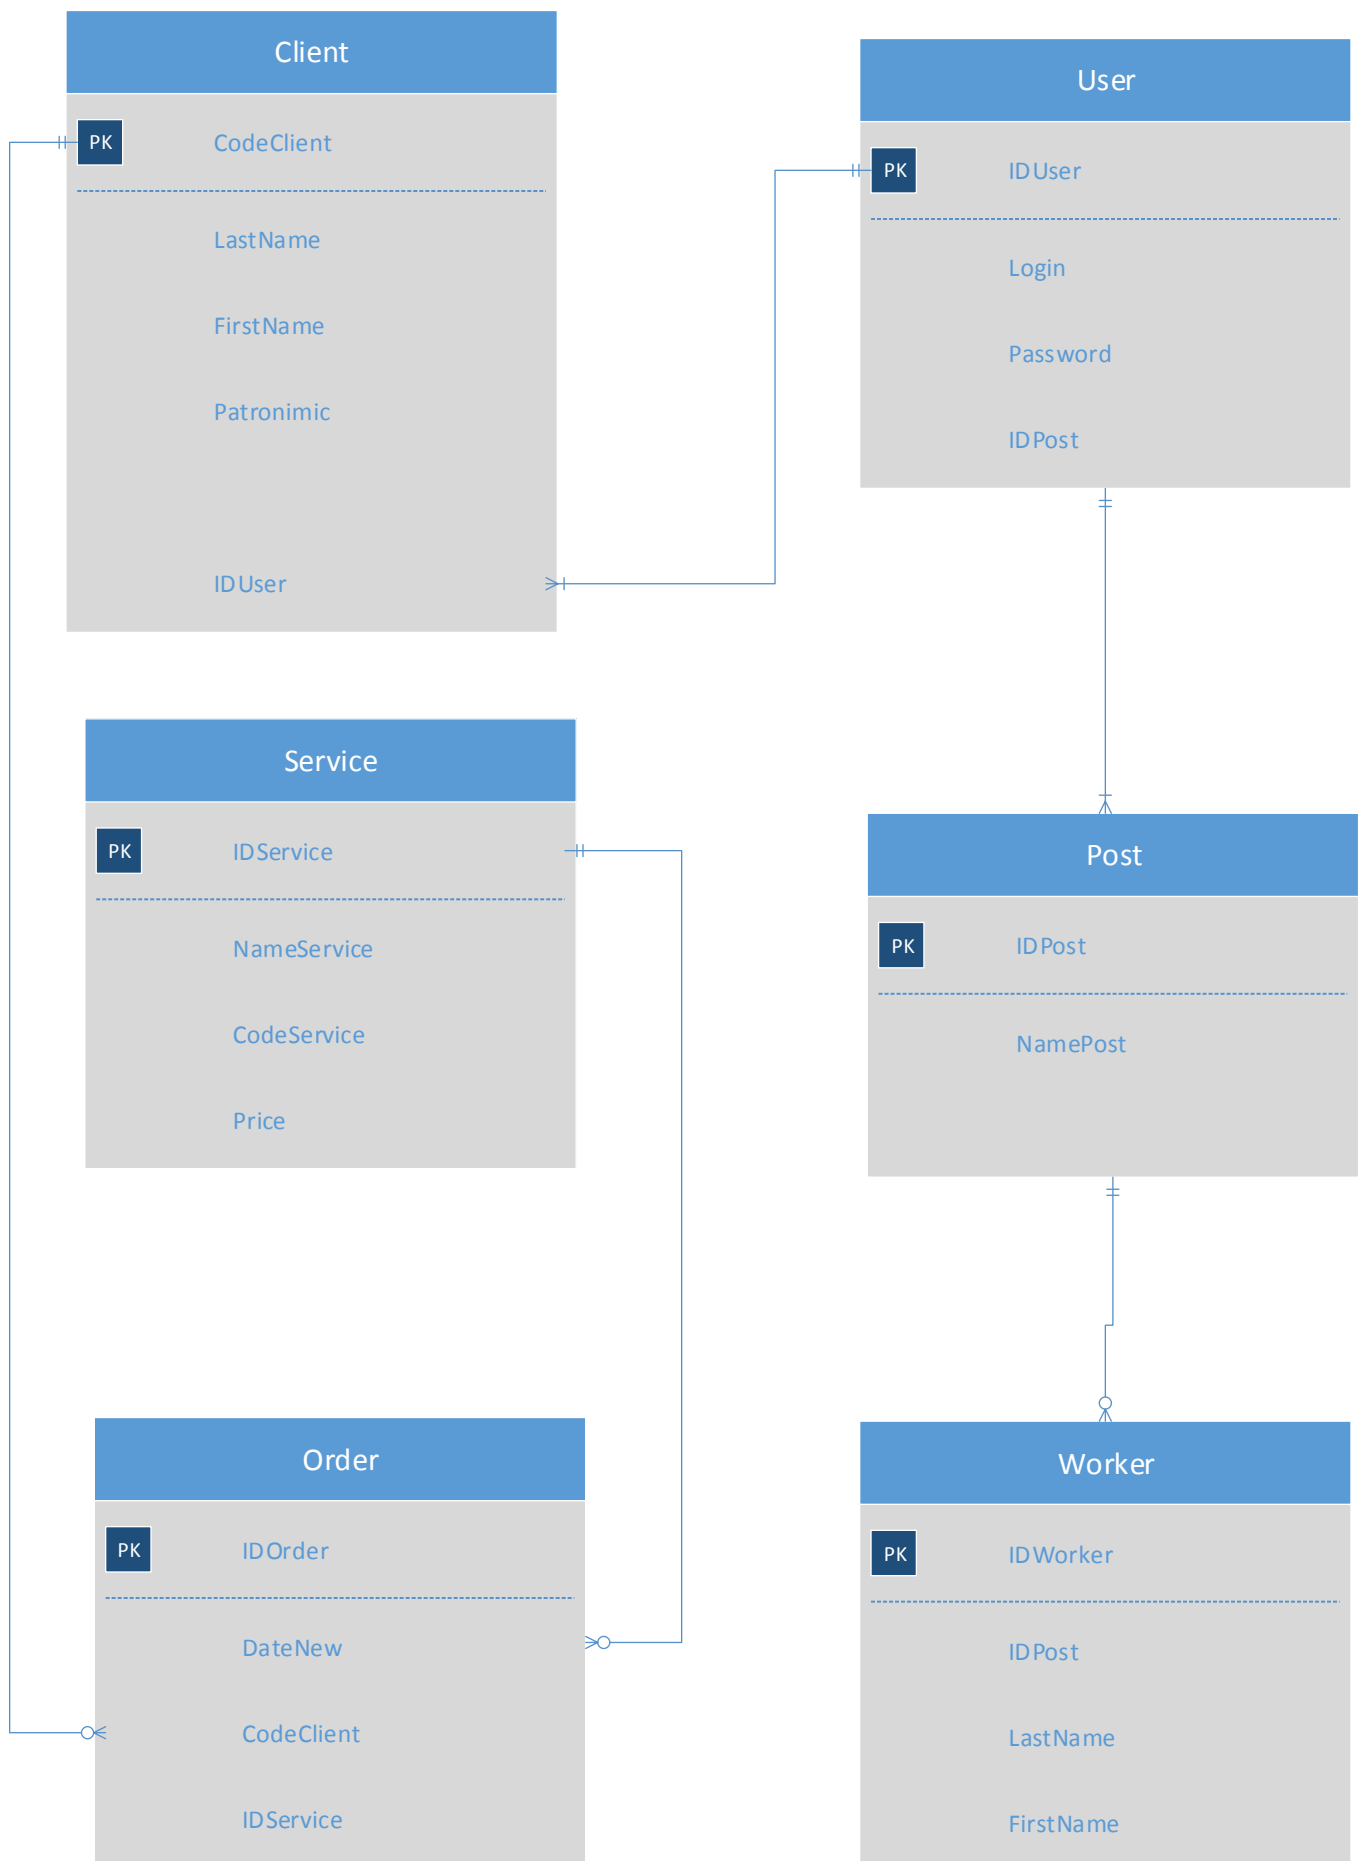 Client
PK CodeClient
LastName
FirstName
Patronimic
IDUser
User
PK IDUser
Login
Password
IDPost
Service
PK IDService
NameService
CodeService
Price
Post
PK IDPost
NamePost
Order
PK IDOrder
DateNew
CodeClient
IDService
Worker
PK IDWorker
IDPost
LastName
FirstName